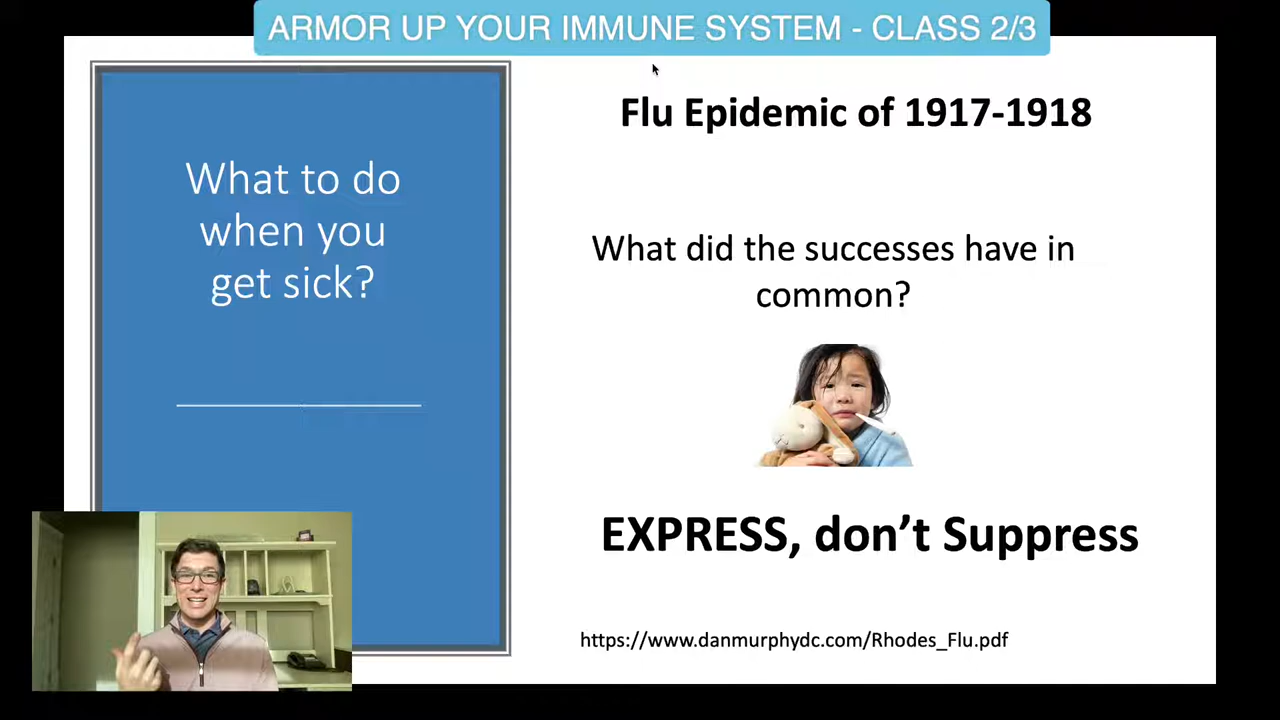 ARMOR UP YOUR IMMUNE SYSTEM - CLASS 2/3
What to do
when you
get sick?
Flu Epidemic of 1917-1918
What did the successes have in
common?
EXPRESS, don’t Suppress
https://www.danmurphydc.com/Rhodes_Flu.pdf